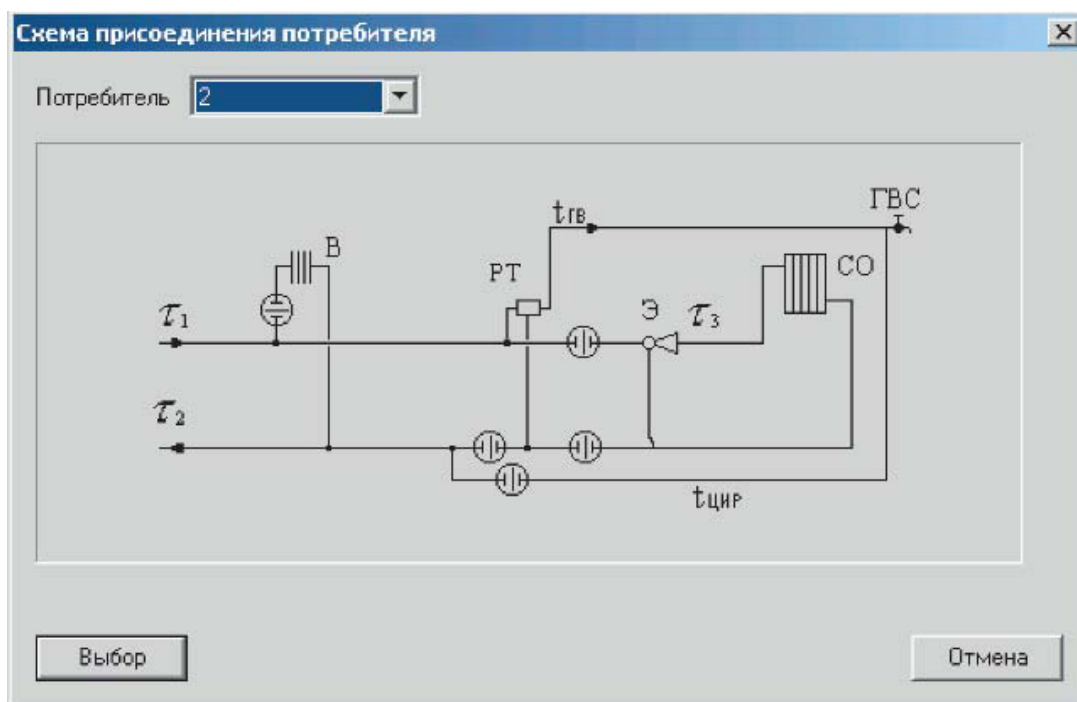 Схема присоединения потребителя
Потребитель 2
ГВС
tГВ
В
РТ
СО
Э
τ3
τ1
τ2
tЦИР
Выбор
Отмена